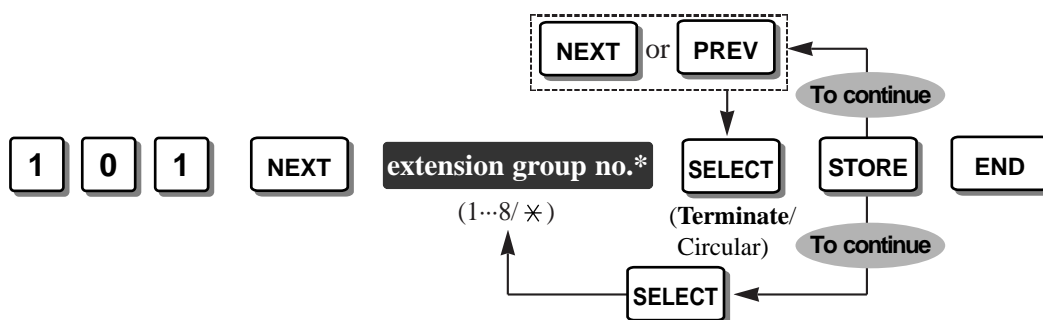 NEXT or PREV
To continue
1 0 1 NEXT extension group no.* SELECT STORE END
(1···8/ ✳ )
(Terminate/
Circular)
To continue
SELECT